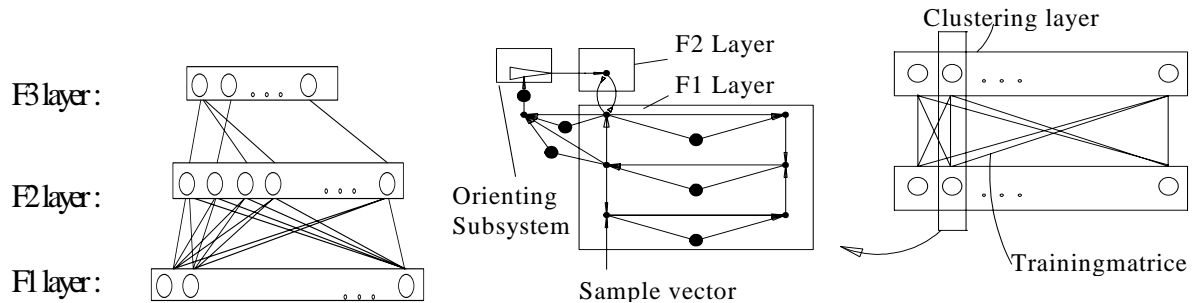 F3 layer:
F2 layer:
F1 layer:
Orienting
Subsystem
F2 Layer
F1 Layer
Sample vector
Clustering layer
Trainingmatrice